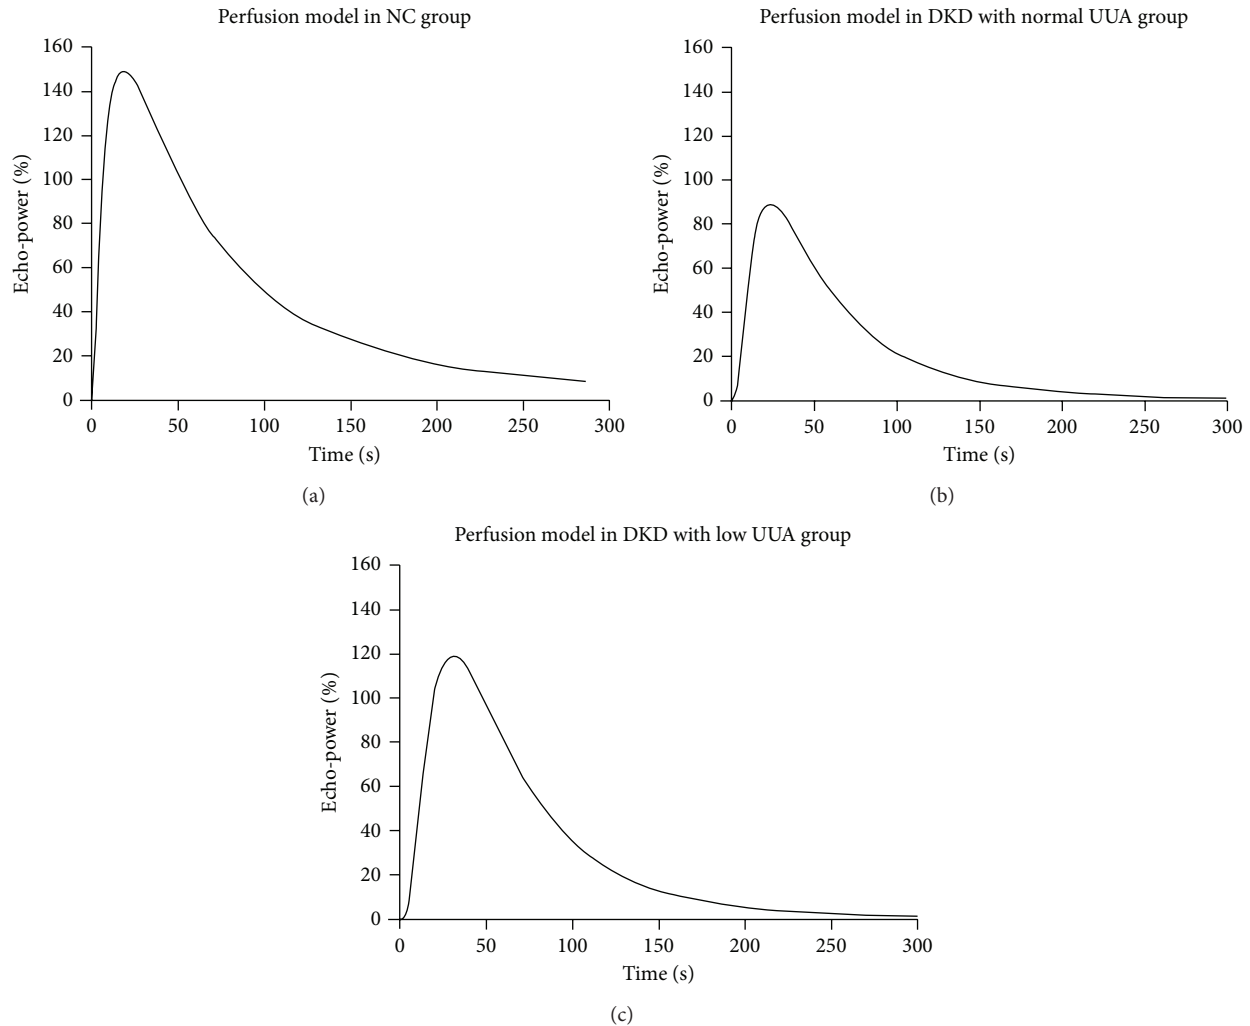 Perfusion model in NC group
160
140
120
100
80
60
40
20
0
Echo-power (%)
0 50 100 150 200 250 300
Time (s)
(a)
Perfusion model in DKD with normal UUA group
160
140
120
100
80
60
40
20
0
Echo-power (%)
0 50 100 150 200 250 300
Time (s)
(b)
Perfusion model in DKD with low UUA group
160
140
120
100
80
60
40
20
0
Echo-power (%)
0 50 100 150 200 250 300
Time (s)
(c)